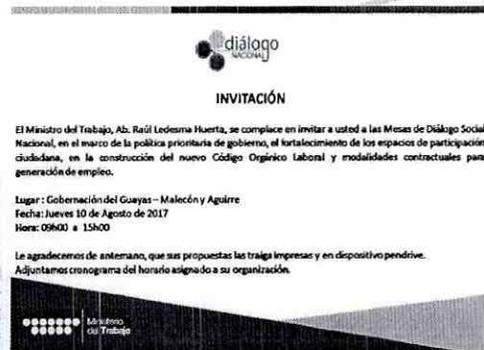 diálogo
NACIONAL
INVITACIÓN
El Ministro del Trabajo, Ab. Raúl Ledesma Huerta, se complace en invitar a usted a las Mesas de Diálogo Social
Nacional, en el marco de la política prioritaria de gobierno, el fortalecimiento de los espacios de participación
ciudadana, en la construcción del nuevo Código Orgánico Laboral y modalidades contractuales para
generación de empleo.
Lugar : Gobernación del Guayas – Malecón y Aguirre
Fecha: Jueves 10 de Agosto de 2017
Hora: 09h00 a 15h00
Le agradecemos de antemano, que sus propuestas las traiga impresas y en dispositivo pendrive.
Adjuntamos cronograma del horario asignado a su organización.
Ministerio
del Trabajo